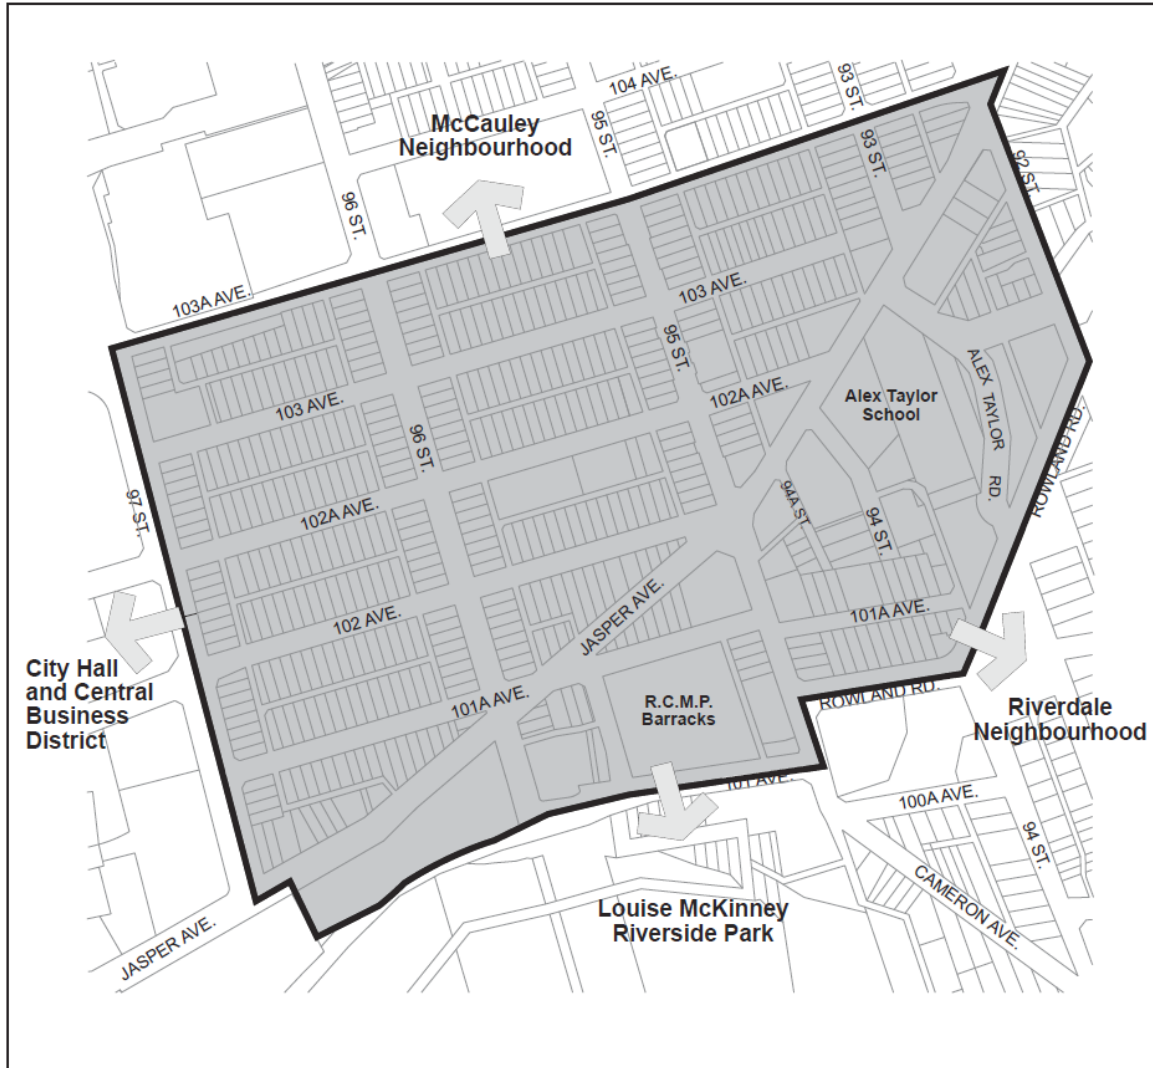 104 AVE.
93 ST.
95 ST.
McCauley
Neighbourhood
93 ST.
92 ST.
96 ST.
103A AVE.
103 AVE.
95 ST.
ALEX TAYLOR RD.
102A AVE.
Alex Taylor
School
103 AVE.
96 ST.
ROWLAND RD.
97 ST.
102A AVE.
94A ST.
94 ST.
JASPER AVE.
101A AVE.
102 AVE.
City Hall
and Central
Business
District
101A AVE.
R.C.M.P.
Barracks
ROWLAND RD.
Riverdale
Neighbourhood
101 AVE.
100A AVE.
94 ST.
CAMERON AVE.
Louise McKinney
Riverside Park
JASPER AVE.